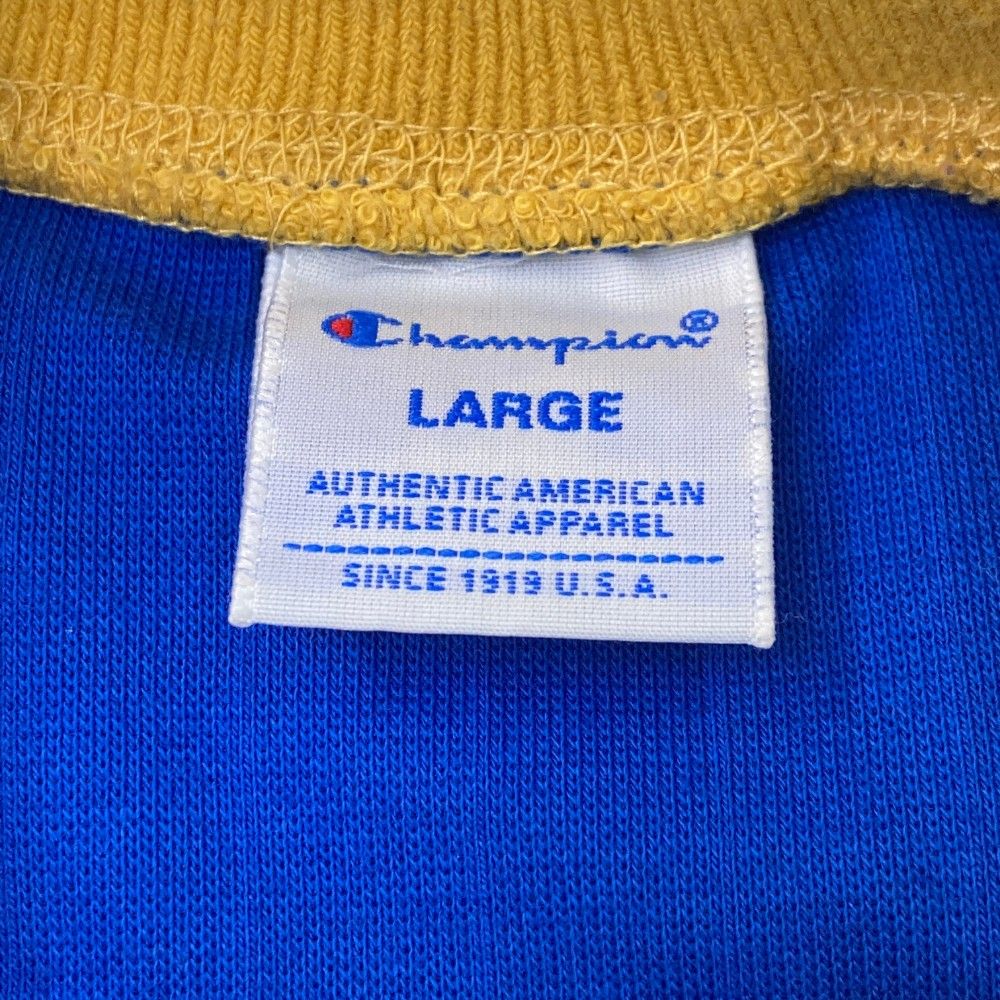 Champion®
LARGE
AUTHENTIC AMERICAN
ATHLETIC APPAREL
SINCE 1919 U.S.A.